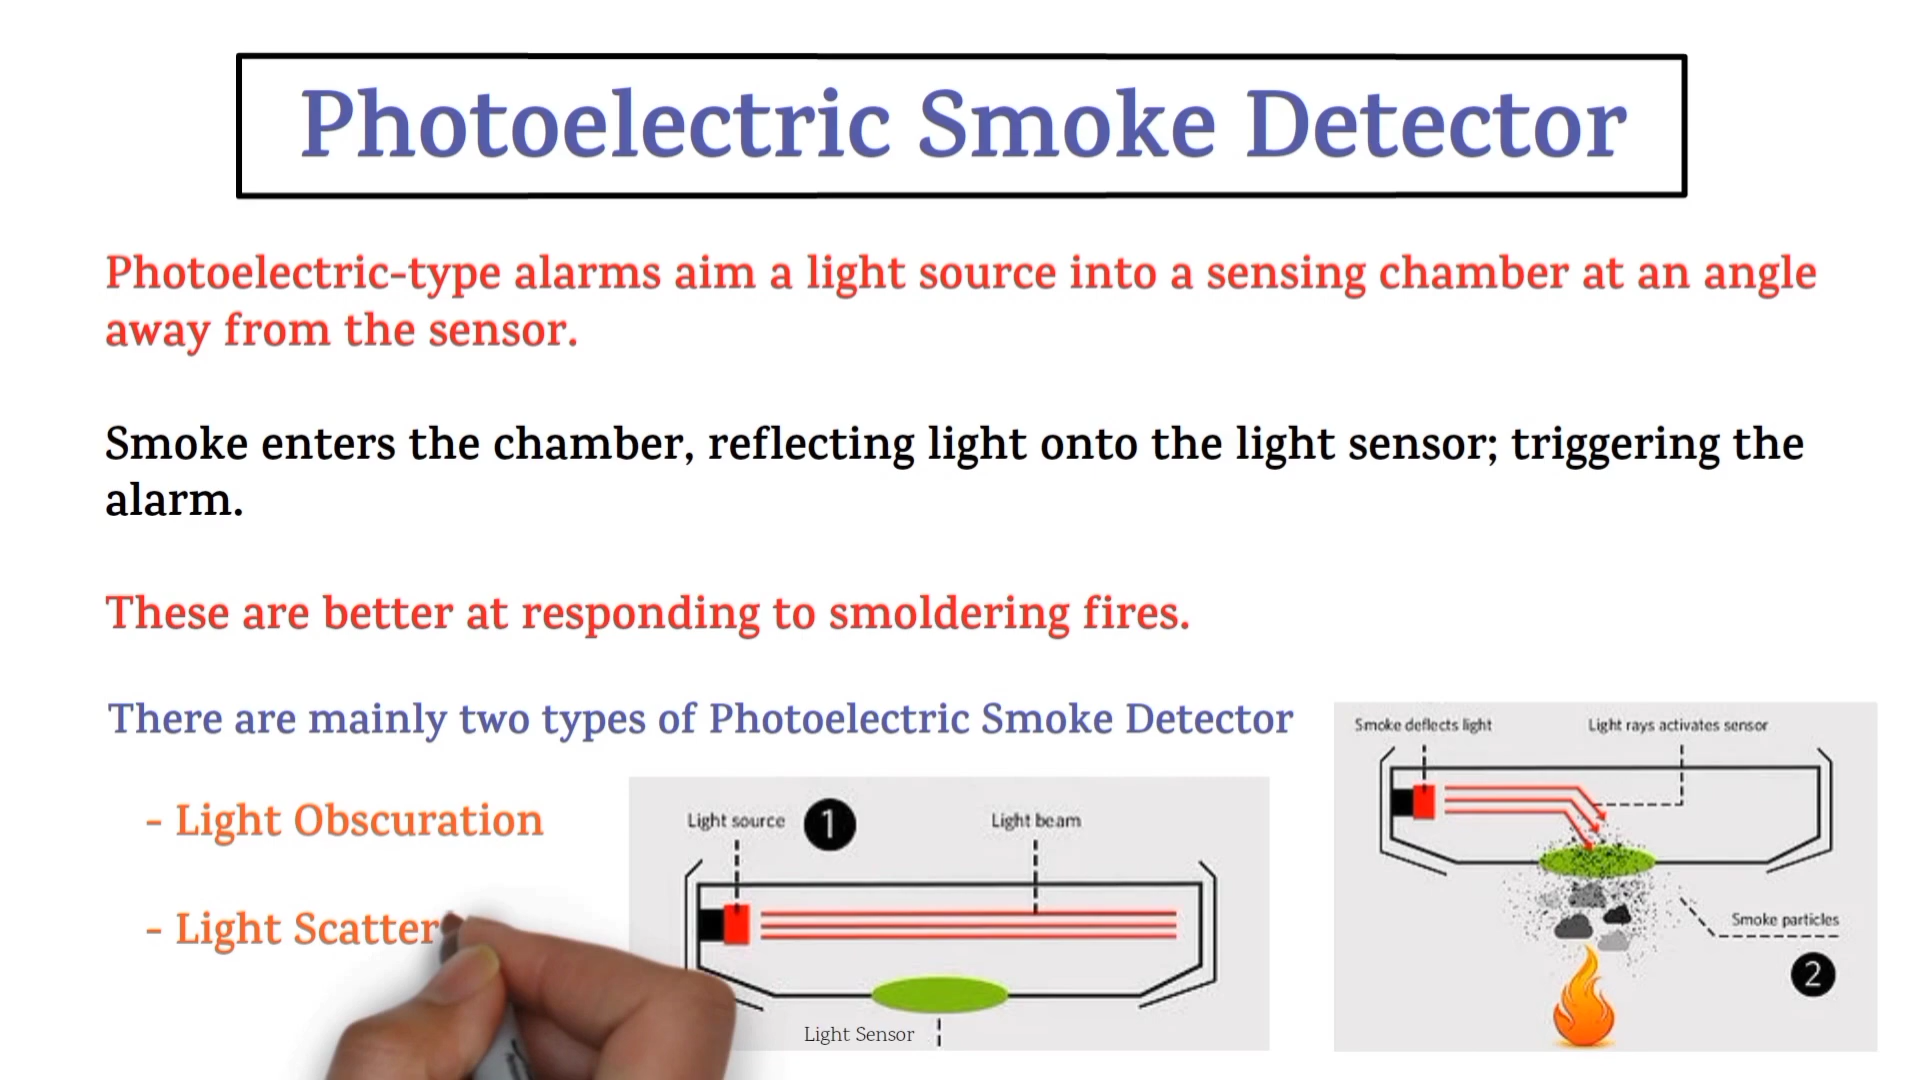 Photoelectric Smoke Detector
Photoelectric-type alarms aim a light source into a sensing chamber at an angle
away from the sensor.
Smoke enters the chamber, reflecting light onto the light sensor; triggering the
alarm.
These are better at responding to smoldering fires.
There are mainly two types of Photoelectric Smoke Detector
- Light Obscuration
- Light Scatter
Light source
1
Light beam
Light Sensor
Smoke deflects light
Light rays activates sensor
Smoke particles
2